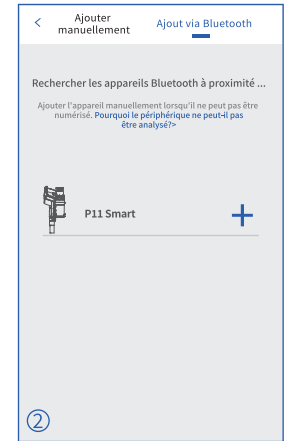 < Ajouter manuellement Ajout via Bluetooth
Rechercher les appareils Bluetooth à proximité ...
Ajouter l'appareil manuellement lorsqu'il ne peut pas être
numérisé. Pourquoi le périphérique ne peut-il pas
être analysé?>
P11 Smart
②